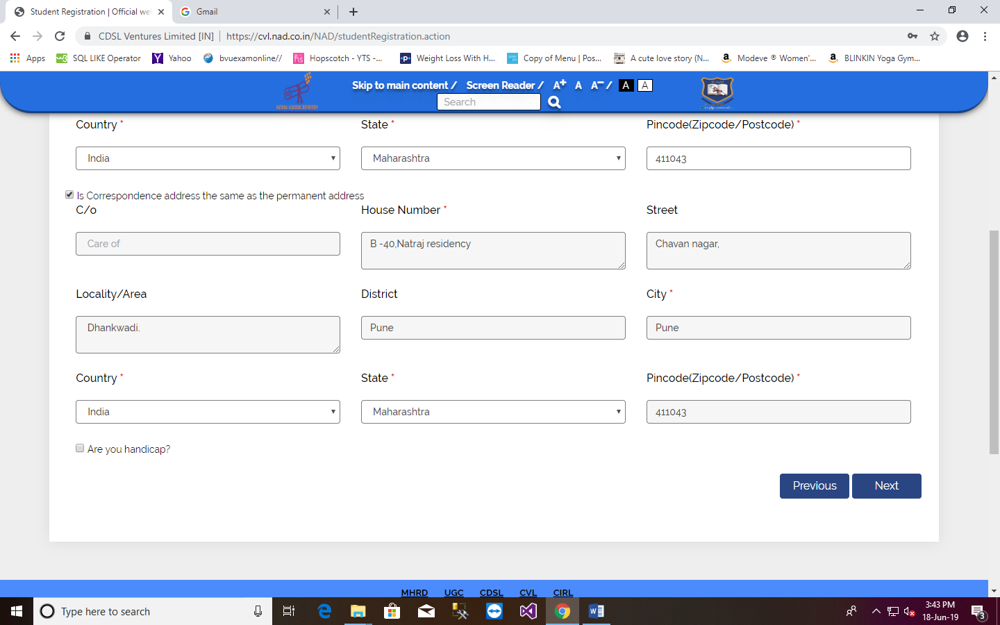 Student Registration | Official we
Gmail
CDSL Ventures Limited [IN] | https://cvl.nad.co.in/NAD/studentRegistration.action
Apps SQL LIKE Operator Yahoo bvuexamonline// Hopscotch - YTS -... Weight Loss With H... Copy of Menu | Pos... A cute love story (N... Modeve ® Women'... BLINKIN Yoga Gym...
Skip to main content / Screen Reader / A+ A A- / A A
Search
NATIONAL ACADEMIC DEPOSITORY
Country * State * Pincode(Zipcode/Postcode) *
India Maharashtra 411043
Is Correspondence address the same as the permanent address
C/o House Number * Street
Care of B -40,Natraj residency Chavan nagar,
Locality/Area District City *
Dhankwadi. Pune Pune
Country * State * Pincode(Zipcode/Postcode) *
India Maharashtra 411043
Are you handicap?
Previous Next
MHRD UGC CDSL CVL CIRL
Type here to search
3:43 PM
18-Jun-19
3